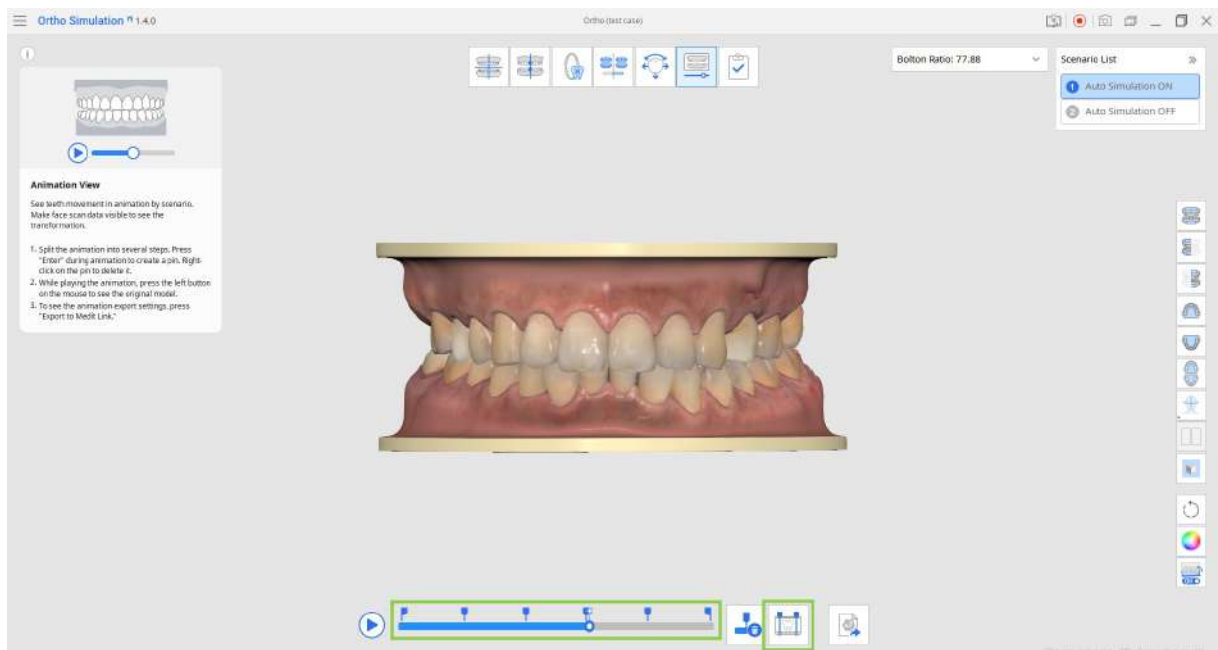 Ortho Simulation 1.4.0
Ortho (test case)
Bolton Ratio: 77.88
Scenario List
1 Auto Simulation ON
2 Auto Simulation OFF
Animation View
See teeth movement in animation by scenario.
Make face scan data visible to see the
transformation.
1. Split the animation into several steps. Press
"Enter" during animation to create a pin. Right-
click on the pin to delete it.
2. While playing the animation, press the left button
on the mouse to see the original model.
3. To see the animation export settings, press
"Export to Medit Link."